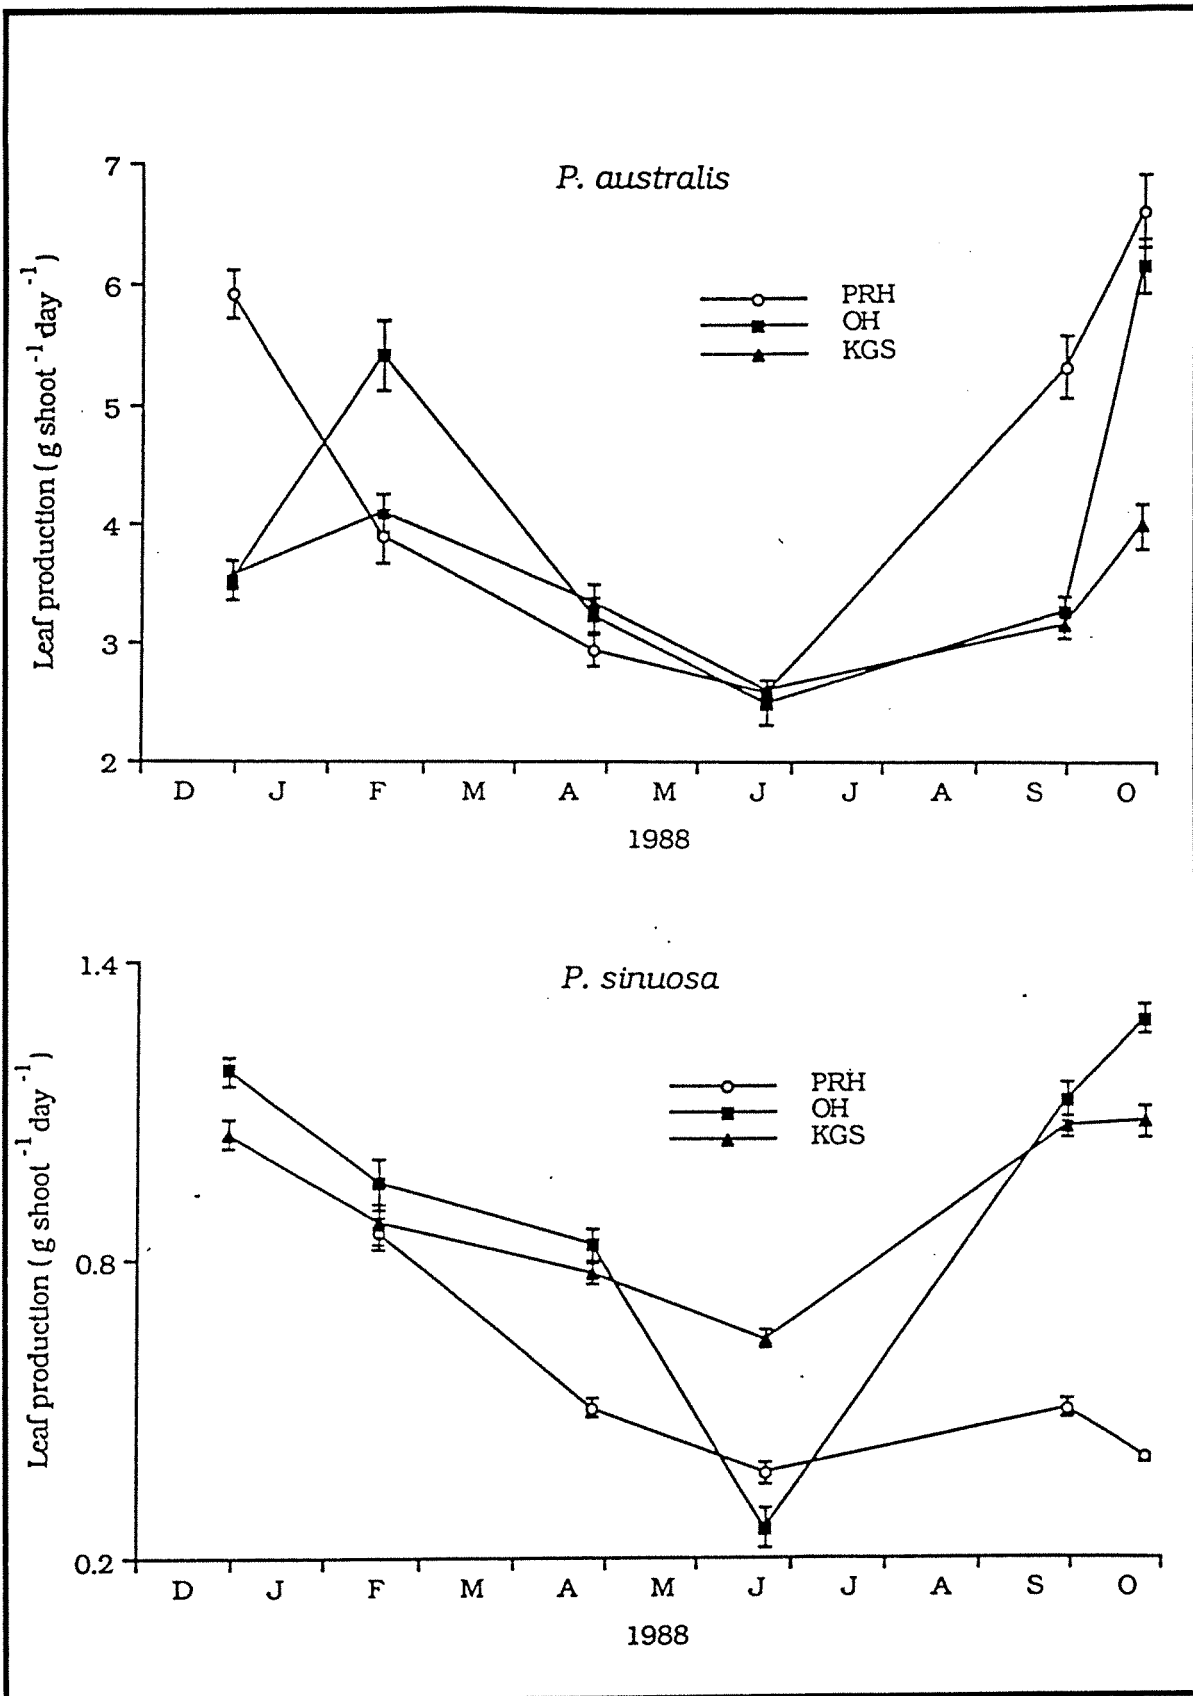 P. australis
7
6
5
4
3
2
Leaf production ( g shoot -1 day -1 )
PRH
OH
KGS
D J F M A M J J A S O
1988
P. sinuosa
1.4
0.8
0.2
Leaf production ( g shoot -1 day -1 )
PRH
OH
KGS
D J F M A M J J A S O
1988